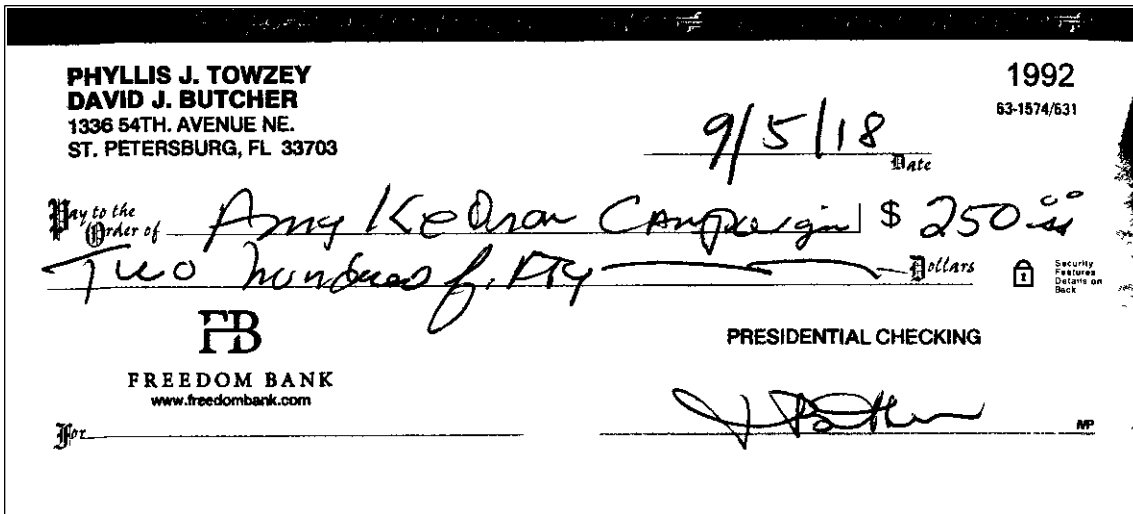 PHYLLIS J. TOWZEY
DAVID J. BUTCHER
1336 54TH. AVENUE NE.
ST. PETERSBURG, FL 33703
1992
63-1574/631
9/5/18
Date
Pay to the Order of Amy Kedron Campaign $ 250 00
Two hundred fifty Dollars
Security Features Details on Back
FB
FREEDOM BANK
www.freedombank.com
PRESIDENTIAL CHECKING
For
MP